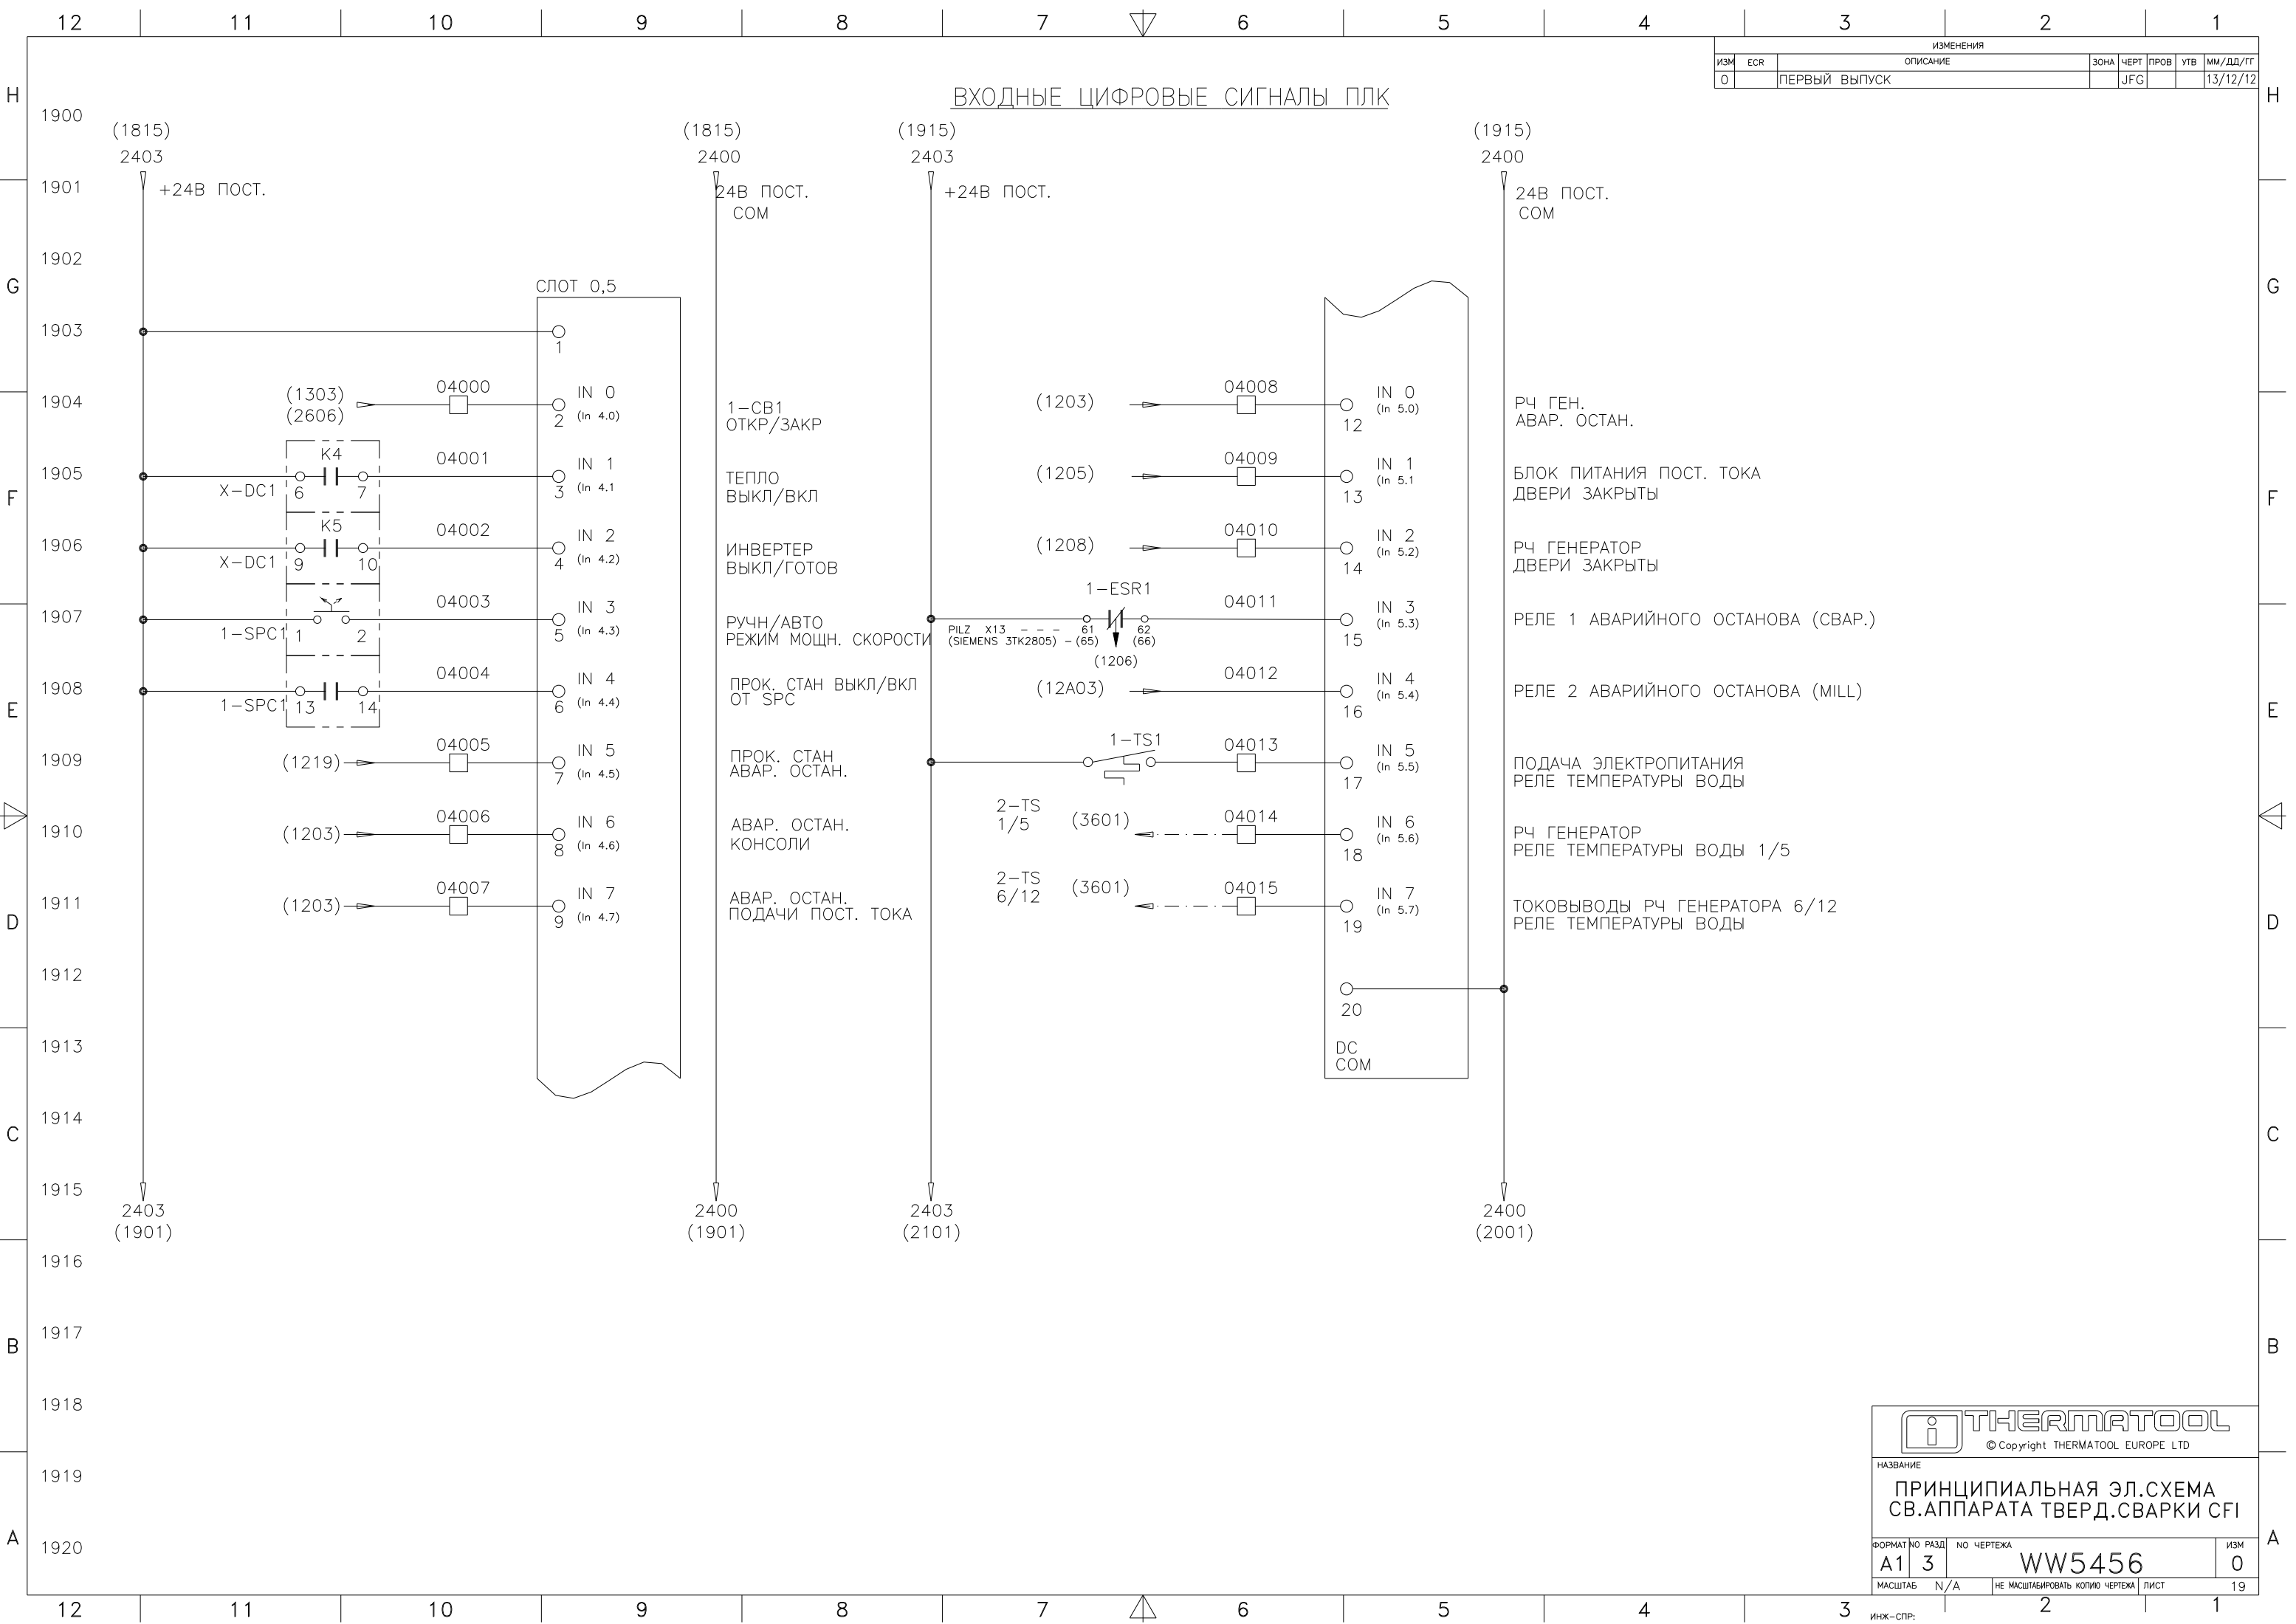 12 11 10 9 8 7 6 5 4 3 2 1
ИЗМЕНЕНИЯ
ИЗМ ECR ОПИСАНИЕ ЗОНА ЧЕРТ ПРОВ УТВ ММ/ДД/ГГ
0 ПЕРВЫЙ ВЫПУСК JFG 13/12/12
H H
G G
F F
E E
D D
C C
B B
A A
ВХОДНЫЕ ЦИФРОВЫЕ СИГНАЛЫ ПЛК
1900
1901
1902
1903
1904
1905
1906
1907
1908
1909
1910
1911
1912
1913
1914
1915
1916
1917
1918
1919
1920
(1815)
2403
+24В ПОСТ.
(1815)
2400
24В ПОСТ.
COM
(1915)
2403
+24В ПОСТ.
(1915)
2400
24В ПОСТ.
COM
СЛОТ 0,5
1
(1303)
(2606)
04000
2
IN 0
(In 4.0)
1-CB1
ОТКР/ЗАКР
K4
X-DC1 6 7
04001
3
IN 1
(In 4.1
ТЕПЛО
ВЫКЛ/ВКЛ
K5
X-DC1 9 10
04002
4
IN 2
(In 4.2)
ИНВЕРТЕР
ВЫКЛ/ГОТОВ
1-SPC1 1 2
04003
5
IN 3
(In 4.3)
РУЧН/АВТО
РЕЖИМ МОЩН. СКОРОСТИ
1-SPC1 13 14
04004
6
IN 4
(In 4.4)
ПРОК. СТАН ВЫКЛ/ВКЛ
ОТ SPC
(1219)
04005
7
IN 5
(In 4.5)
ПРОК. СТАН
АВАР. ОСТАН.
(1203)
04006
8
IN 6
(In 4.6)
АВАР. ОСТАН.
КОНСОЛИ
(1203)
04007
9
IN 7
(In 4.7)
АВАР. ОСТАН.
ПОДАЧИ ПОСТ. ТОКА
(1203)
04008
12
IN 0
(In 5.0)
РЧ ГЕН.
АВАР. ОСТАН.
(1205)
04009
13
IN 1
(In 5.1
БЛОК ПИТАНИЯ ПОСТ. ТОКА
ДВЕРИ ЗАКРЫТЫ
(1208)
04010
14
IN 2
(In 5.2)
РЧ ГЕНЕРАТОР
ДВЕРИ ЗАКРЫТЫ
1-ESR1
PILZ X13 - - - 61 62
(SIEMENS 3TK2805) - (65) (66)
(1206)
04011
15
IN 3
(In 5.3)
РЕЛЕ 1 АВАРИЙНОГО ОСТАНОВА (СВАР.)
(12A03)
04012
16
IN 4
(In 5.4)
РЕЛЕ 2 АВАРИЙНОГО ОСТАНОВА (MILL)
1-TS1
04013
17
IN 5
(In 5.5)
ПОДАЧА ЭЛЕКТРОПИТАНИЯ
РЕЛЕ ТЕМПЕРАТУРЫ ВОДЫ
2-TS
1/5
(3601)
04014
18
IN 6
(In 5.6)
РЧ ГЕНЕРАТОР
РЕЛЕ ТЕМПЕРАТУРЫ ВОДЫ 1/5
2-TS
6/12
(3601)
04015
19
IN 7
(In 5.7)
ТОКОВЫВОДЫ РЧ ГЕНЕРАТОРА 6/12
РЕЛЕ ТЕМПЕРАТУРЫ ВОДЫ
20
DC
COM
2403
(1901)
2400
(1901)
2403
(2101)
2400
(2001)
THERMATOOL
© Copyright THERMATOOL EUROPE LTD
НАЗВАНИЕ
ПРИНЦИПИАЛЬНАЯ ЭЛ.СХЕМА
СВ.АППАРАТА ТВЕРД.СВАРКИ CFI
ФОРМАТ NO РАЗД NO ЧЕРТЕЖА ИЗМ
A1 3 WW5456 0
МАСШТАБ N/A НЕ МАСШТАБИРОВАТЬ КОПИЮ ЧЕРТЕЖА ЛИСТ 19
12 11 10 9 8 7 6 5 4 3 2 1
ИНЖ-СПР: